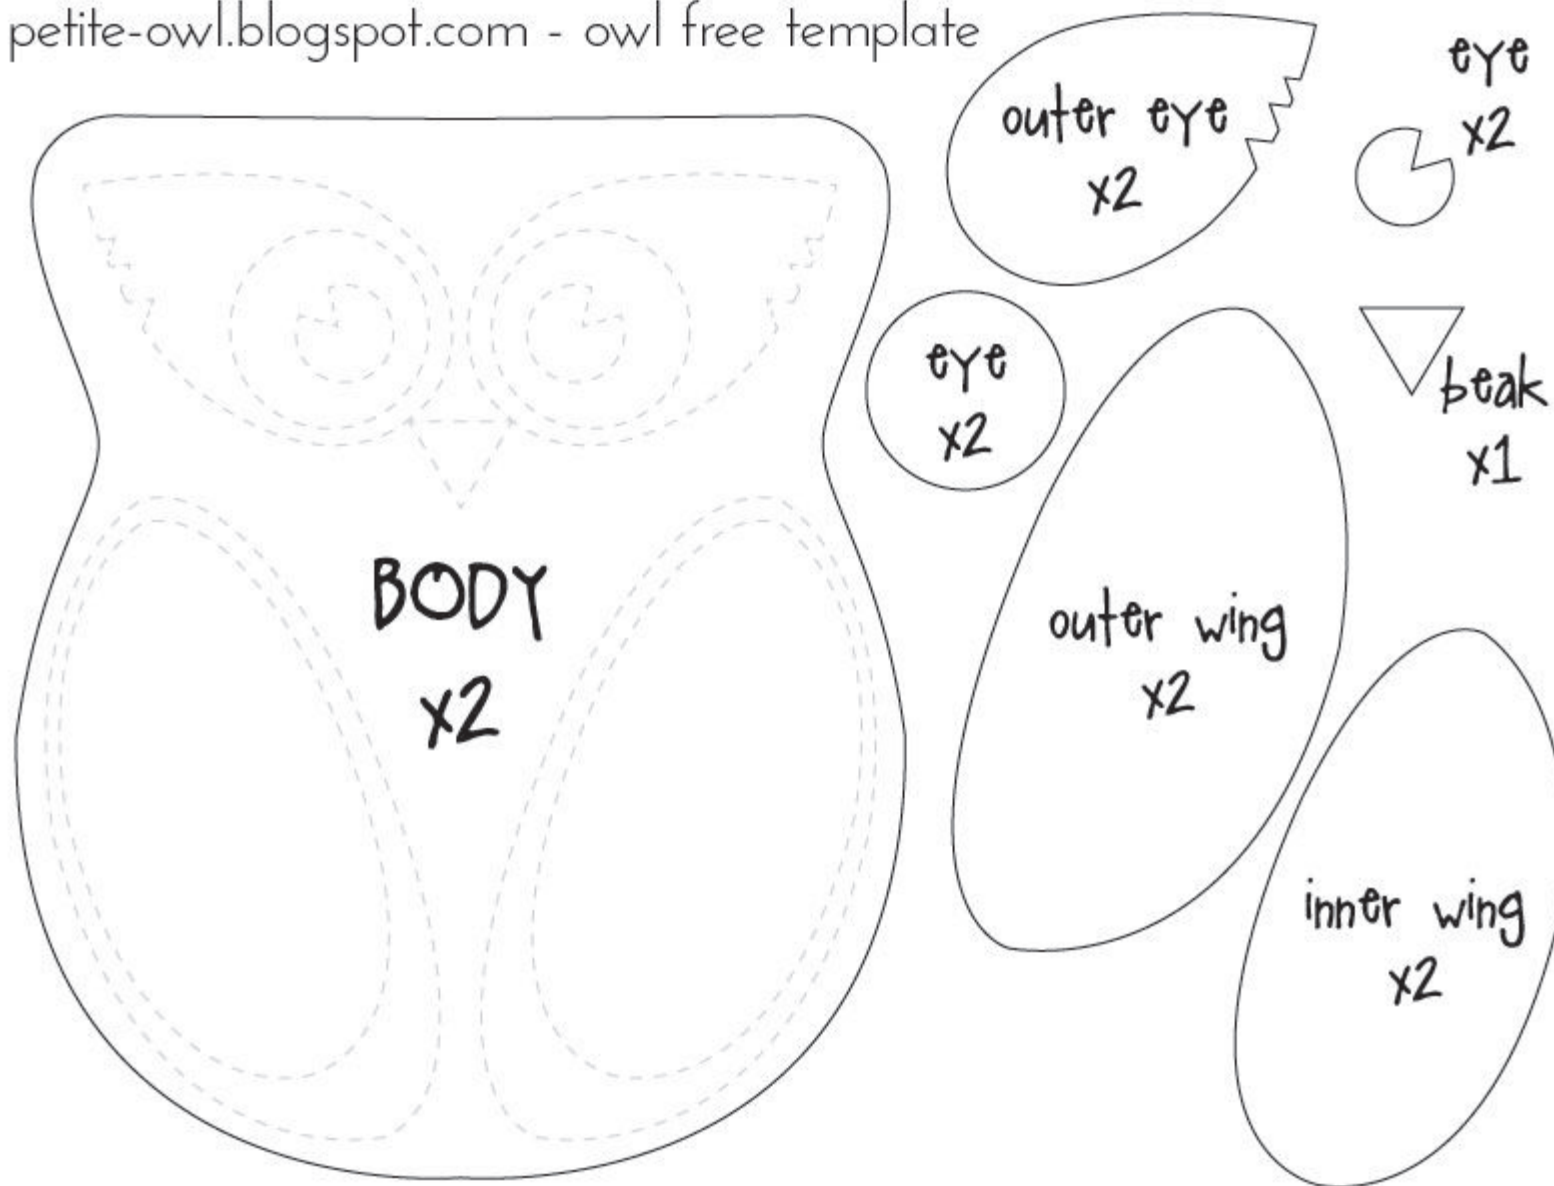 petite-owl.blogspot.com - owl free template
outer eye
x2
eye
x2
eye
x2
beak
x1
BODY
x2
outer wing
x2
inner wing
x2